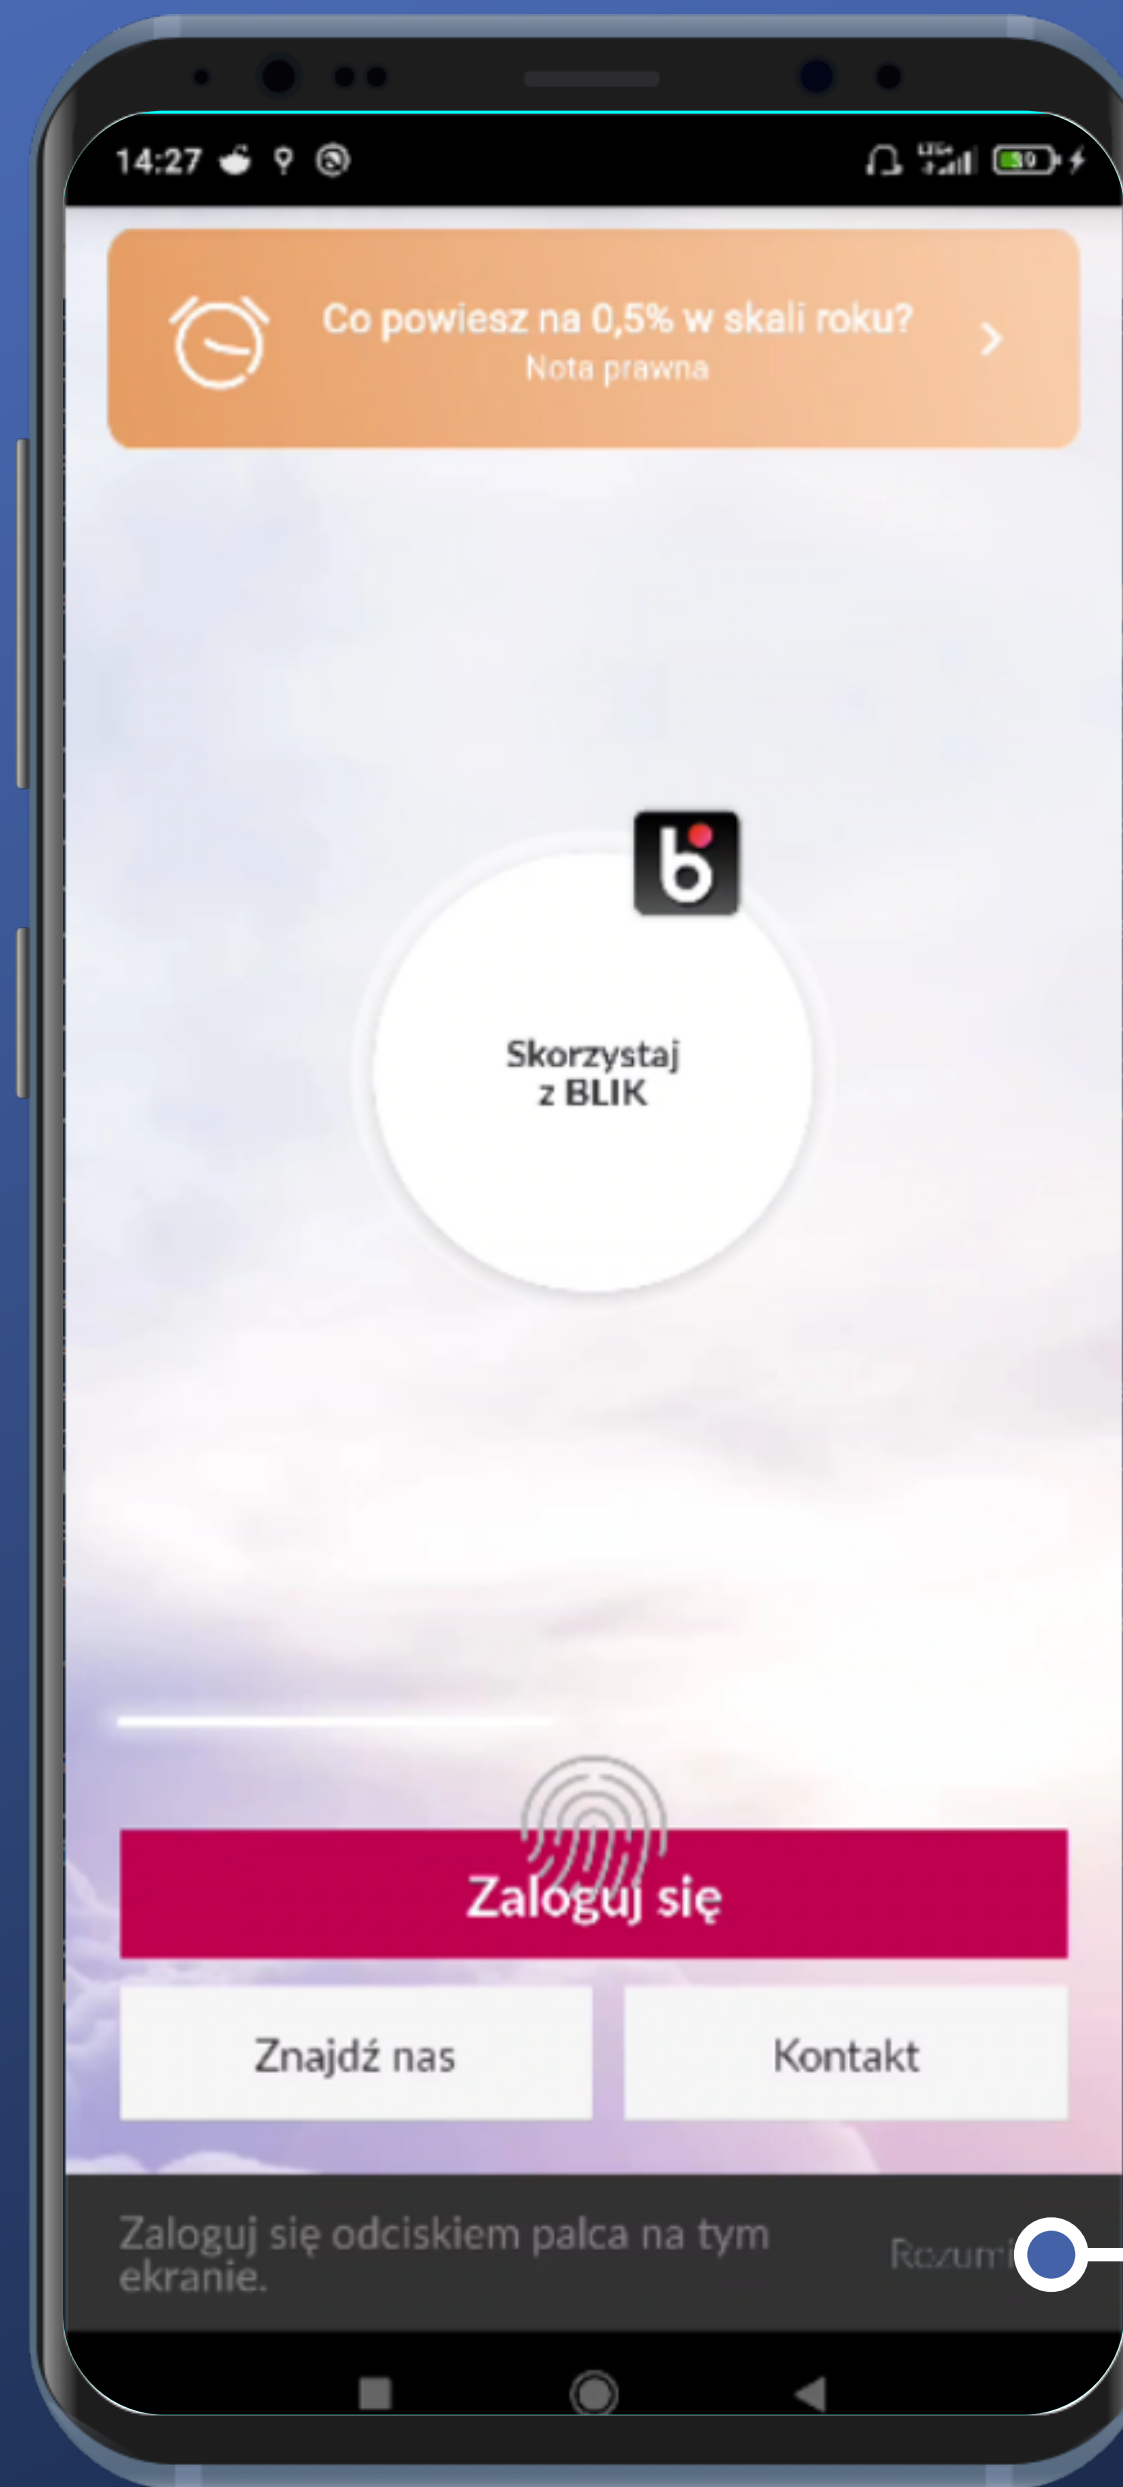 14:27
39
Co powiesz na 0,5% w skali roku?
Nota prawna
b
Skorzystaj
z BLIK
Zaloguj się
Znajdź nas
Kontakt
Zaloguj się odciskiem palca na tym
ekranie.